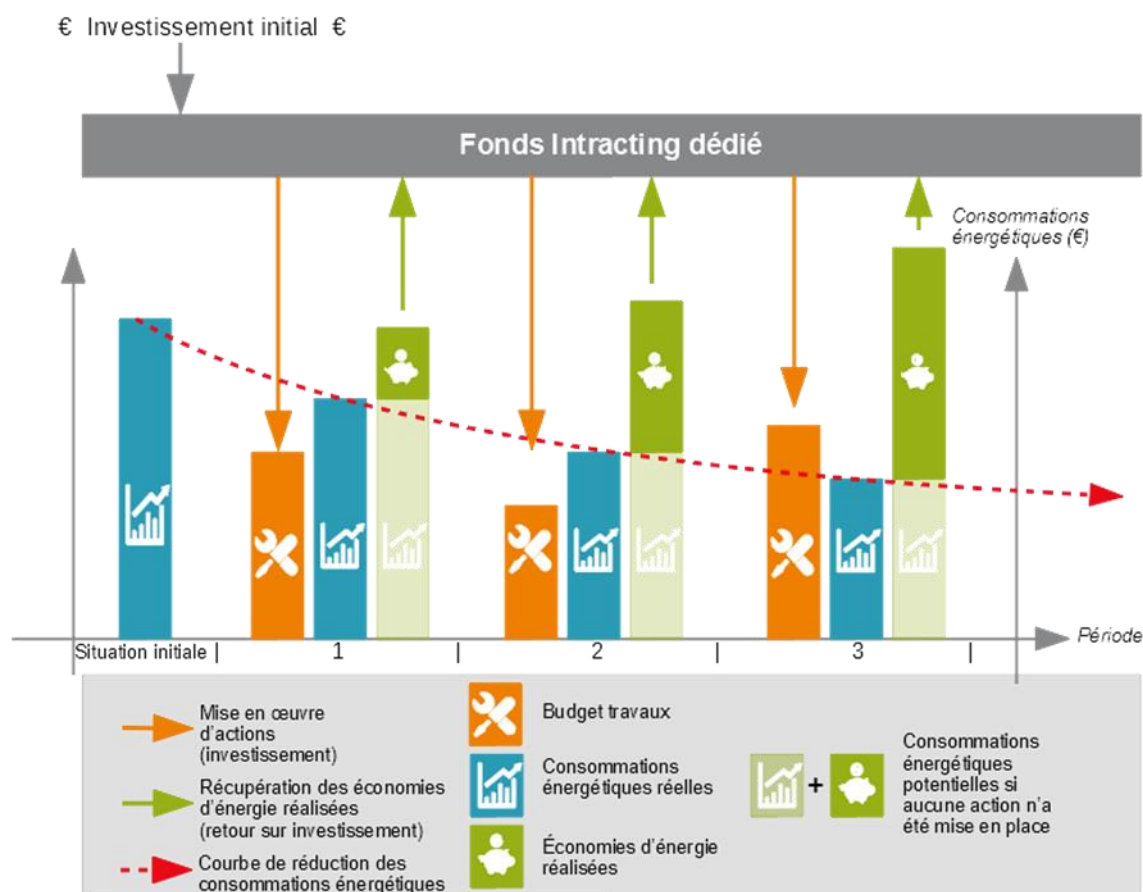 € Investissement initial €
Fonds Intracting dédié
Consommations
énergétiques (€)
Période
Situation initiale | 1 | 2 | 3 |
Mise en œuvre
d'actions
(investissement)
Récupération des économies
d'énergie réalisées
(retour sur investissement)
Courbe de réduction des
consommations énergétiques
Budget travaux
Consommations
énergétiques réelles
Économies d'énergie
réalisées
+
Consommations
énergétiques
potentielles si
aucune action n'a
été mise en place